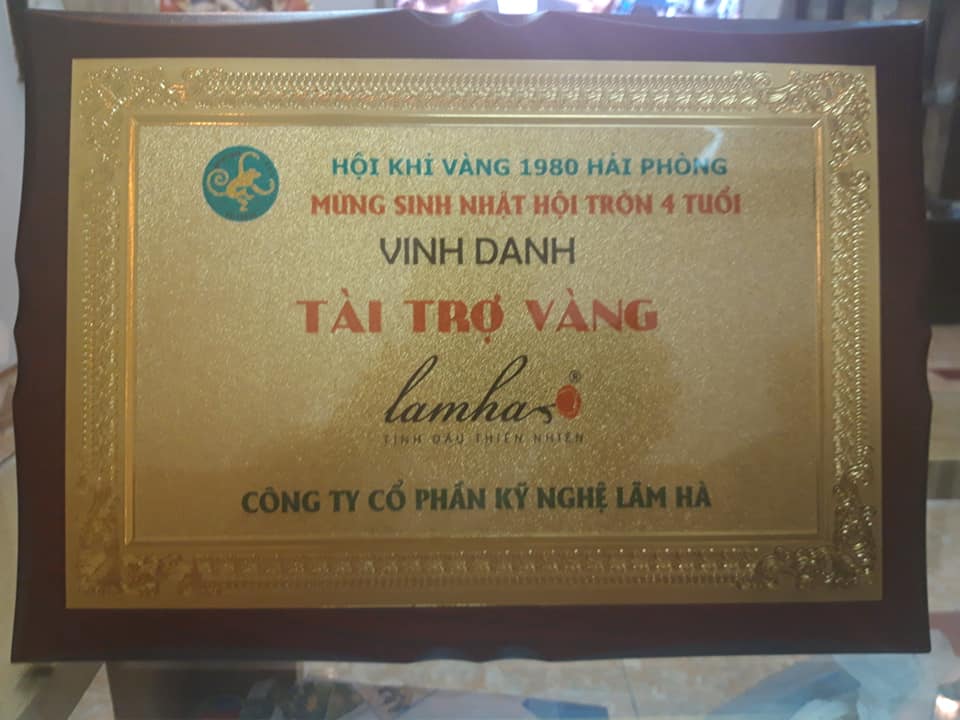 HỘI KHỈ VÀNG 1980 HẢI PHÒNG
MỪNG SINH NHẬT HỘI TRÒN 4 TUỔI
VINH DANH
TÀI TRỢ VÀNG
lamha ®
TINH DẦU THIÊN NHIÊN
CÔNG TY CỔ PHẦN KỸ NGHỆ LÂM HÀ